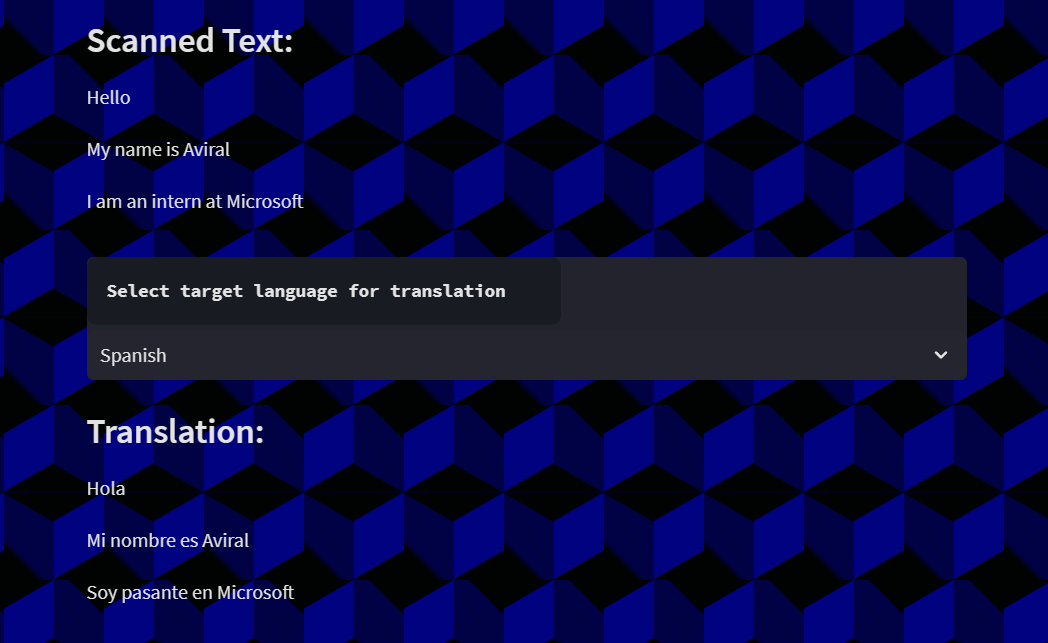 Scanned Text:
Hello
My name is Aviral
I am an intern at Microsoft
Select target language for translation
Spanish
Translation:
Hola
Mi nombre es Aviral
Soy pasante en Microsoft